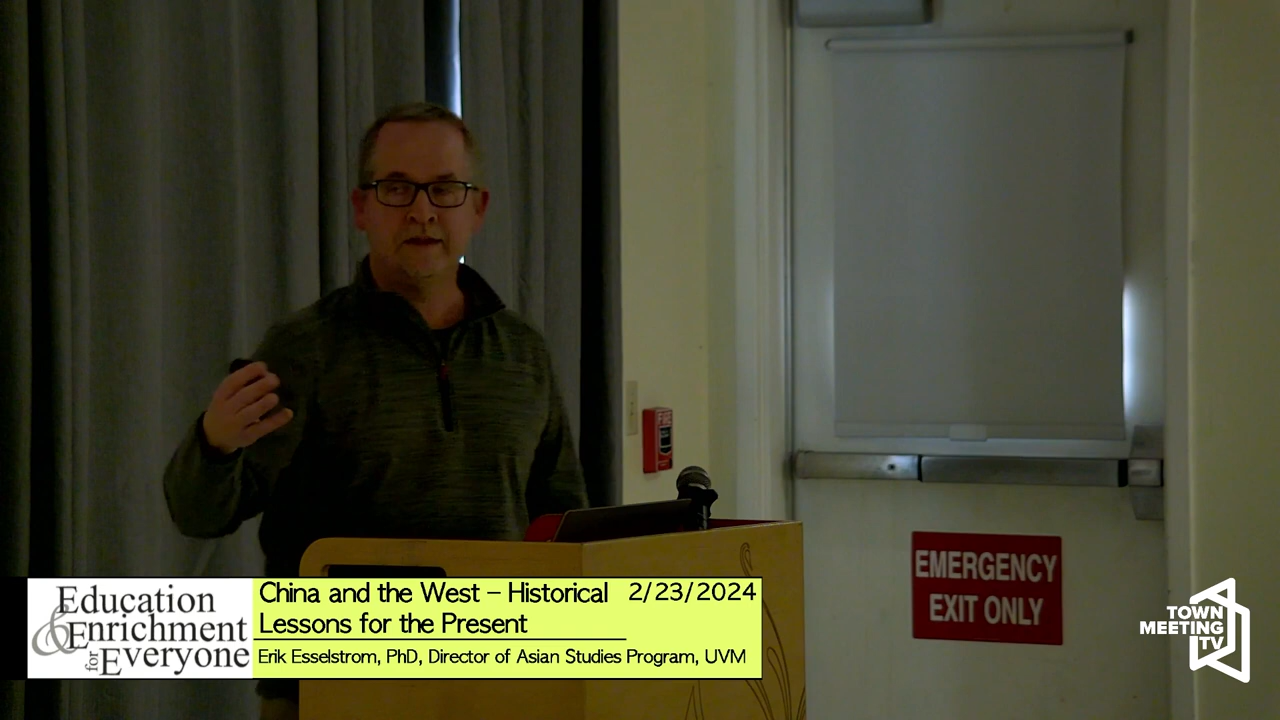 FIRE
EMERGENCY
EXIT ONLY
Education
& Enrichment
for Everyone
China and the West – Historical 2/23/2024
Lessons for the Present
Erik Esselstrom, PhD, Director of Asian Studies Program, UVM
TOWN
MEETING
TV